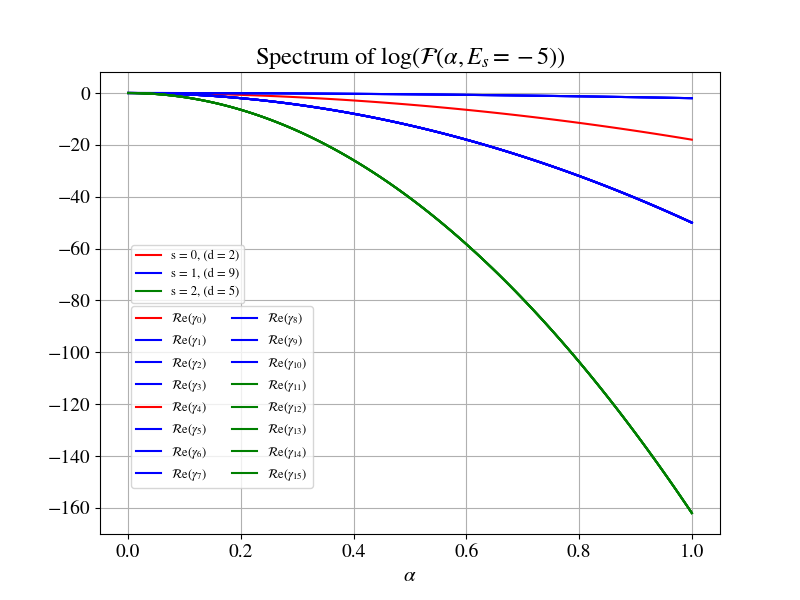 Spectrum of log(ℱ(α, E_s = −5))
0
−20
−40
−60
−80
−100
−120
−140
−160
s = 0, (d = 2)
s = 1, (d = 9)
s = 2, (d = 5)
ℛe(γ₀) ℛe(γ₈)
ℛe(γ₁) ℛe(γ₉)
ℛe(γ₂) ℛe(γ₁₀)
ℛe(γ₃) ℛe(γ₁₁)
ℛe(γ₄) ℛe(γ₁₂)
ℛe(γ₅) ℛe(γ₁₃)
ℛe(γ₆) ℛe(γ₁₄)
ℛe(γ₇) ℛe(γ₁₅)
0.0 0.2 0.4 0.6 0.8 1.0
α